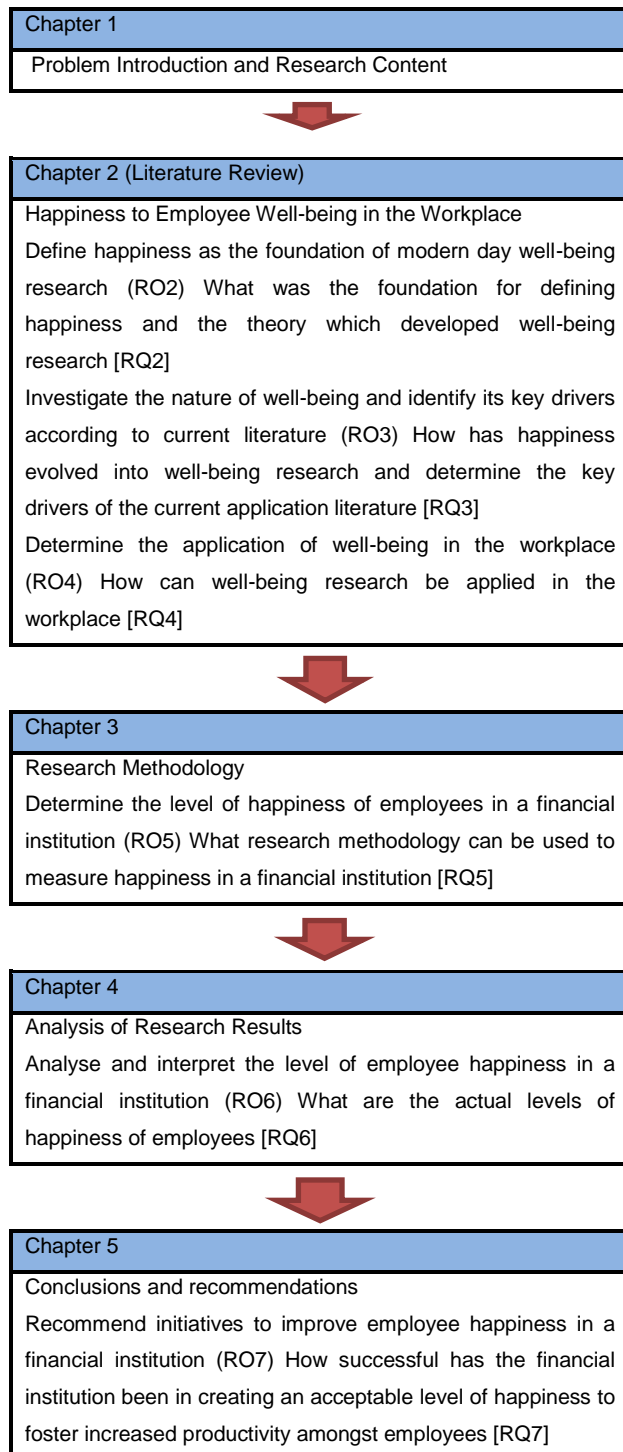 Chapter 1
Problem Introduction and Research Content
Chapter 2 (Literature Review)
Happiness to Employee Well-being in the Workplace
Define happiness as the foundation of modern day well-being
research (RO2) What was the foundation for defining
happiness and the theory which developed well-being
research [RQ2]
Investigate the nature of well-being and identify its key drivers
according to current literature (RO3) How has happiness
evolved into well-being research and determine the key
drivers of the current application literature [RQ3]
Determine the application of well-being in the workplace
(RO4) How can well-being research be applied in the
workplace [RQ4]
Chapter 3
Research Methodology
Determine the level of happiness of employees in a financial
institution (RO5) What research methodology can be used to
measure happiness in a financial institution [RQ5]
Chapter 4
Analysis of Research Results
Analyse and interpret the level of employee happiness in a
financial institution (RO6) What are the actual levels of
happiness of employees [RQ6]
Chapter 5
Conclusions and recommendations
Recommend initiatives to improve employee happiness in a
financial institution (RO7) How successful has the financial
institution been in creating an acceptable level of happiness to
foster increased productivity amongst employees [RQ7]